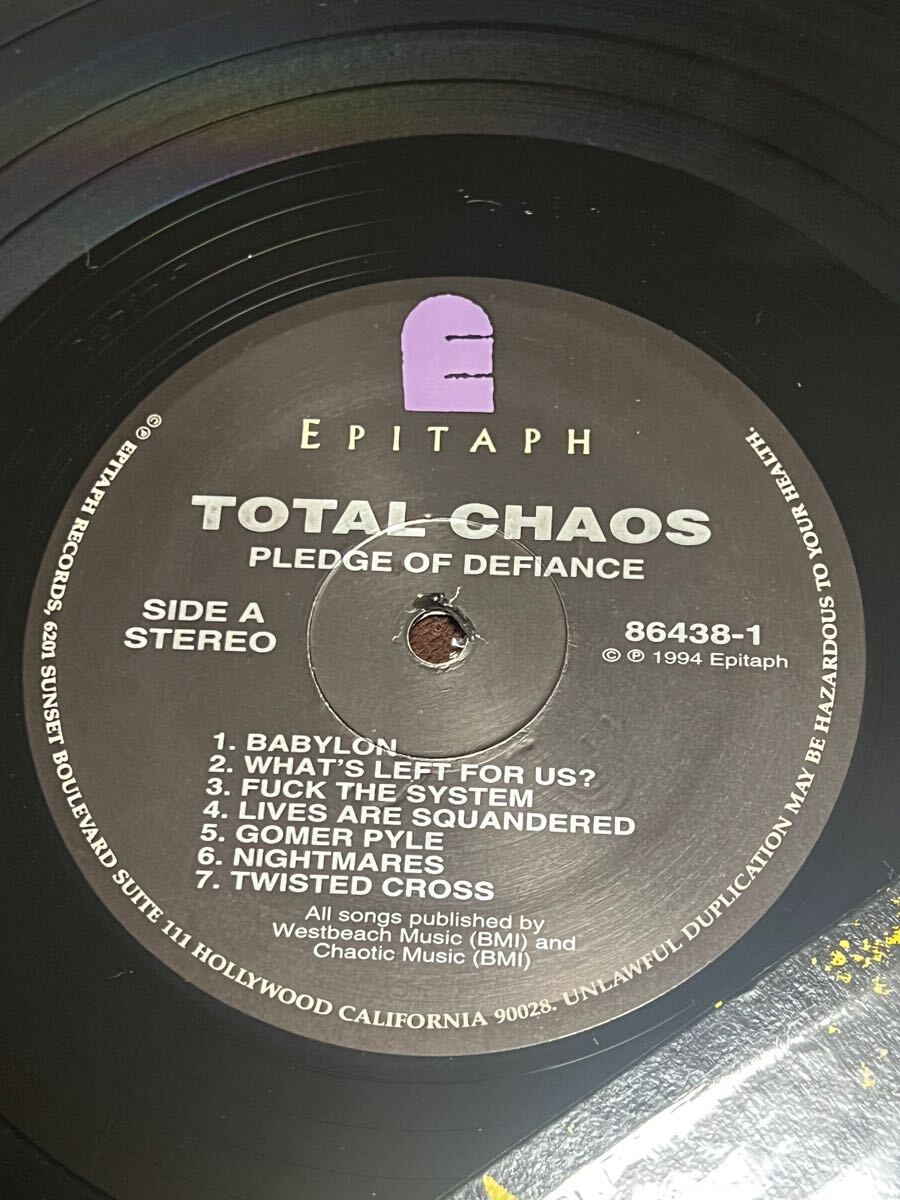 E
EPITAPH
TOTAL CHAOS
PLEDGE OF DEFIANCE
SIDE A
STEREO
86438-1
© ℗ 1994 Epitaph
1. BABYLON
2. WHAT'S LEFT FOR US?
3. FUCK THE SYSTEM
4. LIVES ARE SQUANDERED
5. GOMER PYLE
6. NIGHTMARES
7. TWISTED CROSS
All songs published by
Westbeach Music (BMI) and
Chaotic Music (BMI)
©℗ EPITAPH RECORDS, 6201 SUNSET BOULEVARD SUITE 111 HOLLYWOOD CALIFORNIA 90028. UNLAWFUL DUPLICATION MAY BE HAZARDOUS TO YOUR HEALTH.